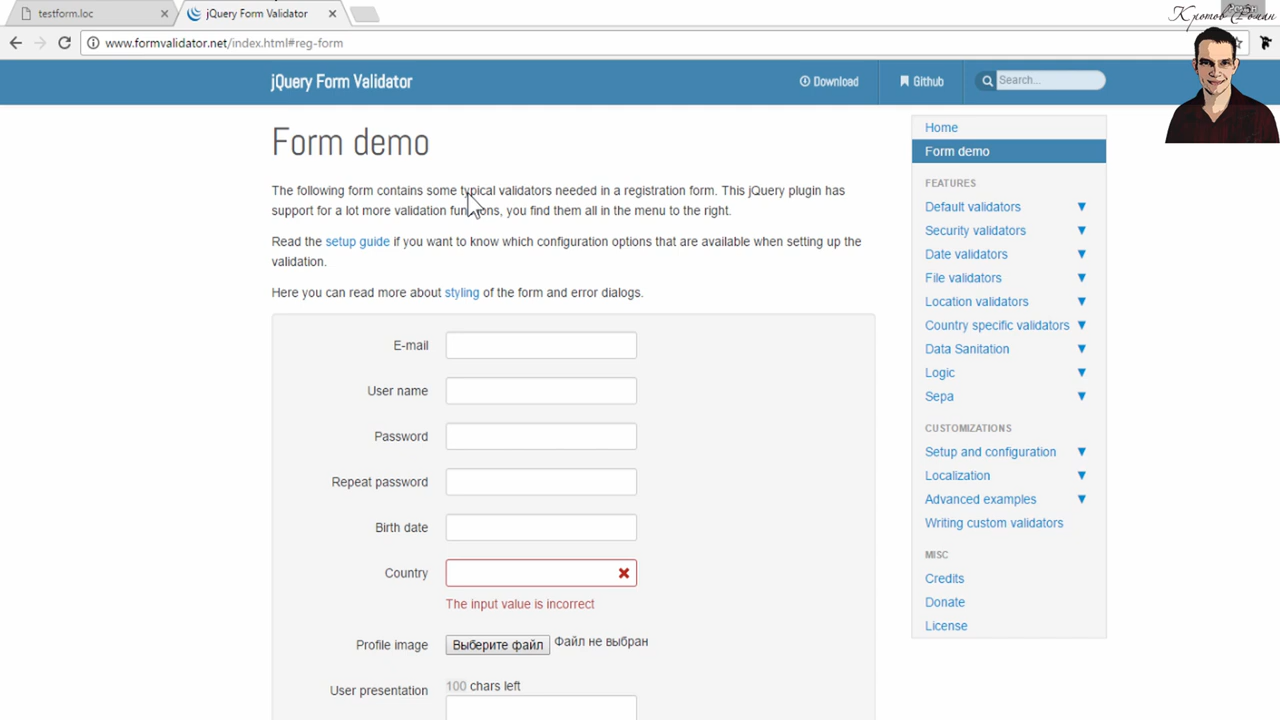 testform.loc
jQuery Form Validator
Кротов Роман
www.formvalidator.net/index.html#reg-form
jQuery Form Validator
Download
Github
Search...
Form demo
The following form contains some typical validators needed in a registration form. This jQuery plugin has
support for a lot more validation functions, you find them all in the menu to the right.
Read the setup guide if you want to know which configuration options that are available when setting up the
validation.
Here you can read more about styling of the form and error dialogs.
E-mail
User name
Password
Repeat password
Birth date
Country
The input value is incorrect
Profile image
Выберите файл
Файл не выбран
User presentation
100 chars left
Home
Form demo
FEATURES
Default validators
Security validators
Date validators
File validators
Location validators
Country specific validators
Data Sanitation
Logic
Sepa
CUSTOMIZATIONS
Setup and configuration
Localization
Advanced examples
Writing custom validators
MISC
Credits
Donate
License